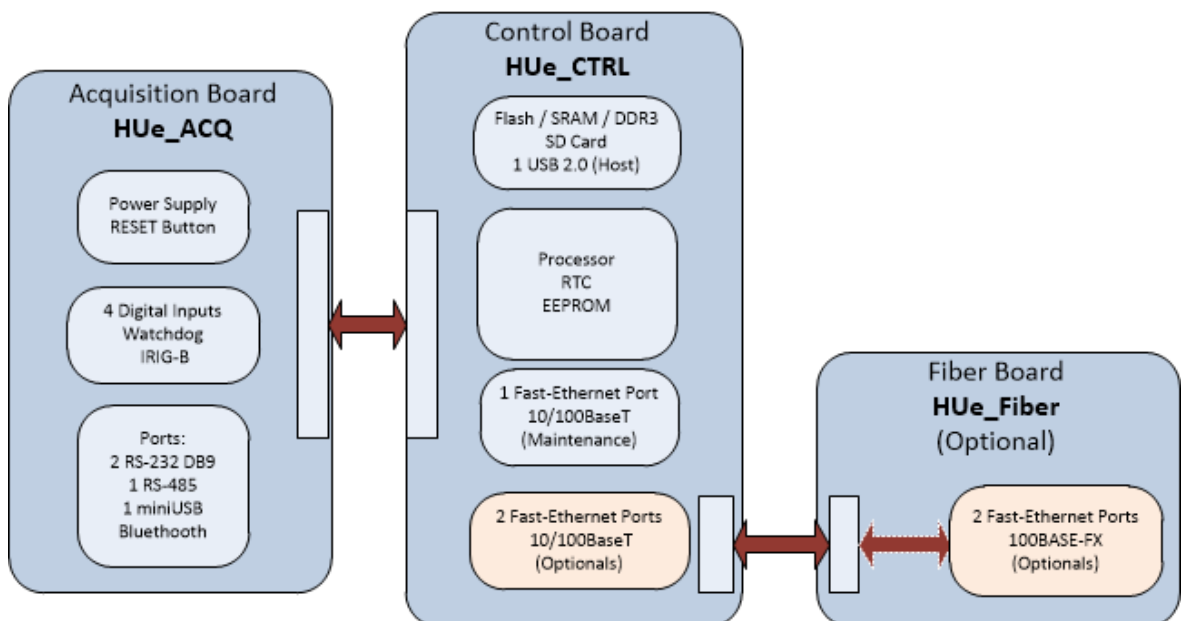 Acquisition Board
HUe_ACQ
Power Supply
RESET Button
4 Digital Inputs
Watchdog
IRIG-B
Ports:
2 RS-232 DB9
1 RS-485
1 miniUSB
Bluethooth
Control Board
HUe_CTRL
Flash / SRAM / DDR3
SD Card
1 USB 2.0 (Host)
Processor
RTC
EEPROM
1 Fast-Ethernet Port
10/100BaseT
(Maintenance)
2 Fast-Ethernet Ports
10/100BaseT
(Optionals)
Fiber Board
HUe_Fiber
(Optional)
2 Fast-Ethernet Ports
100BASE-FX
(Optionals)